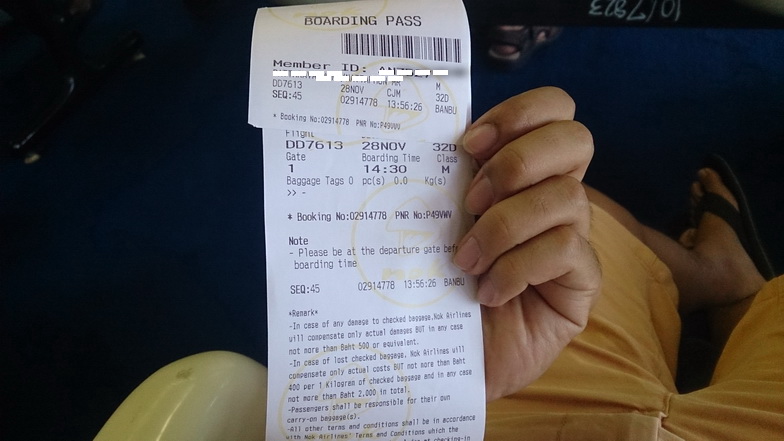 BOARDING PASS
Member ID:
DD7613 28NOV CJM 32D
SEQ:45 02914778 13:56:26 BANBU
* Booking No:02914778 PNR No:P49VWV
Flight
DD7613 28NOV 32D
Gate Boarding Time Class
1 14:30 M
Baggage Tags 0 pc(s) 0.0 Kg(s)
>> -
* Booking No:02914778 PNR No:P49VWV
Note
- Please be at the departure gate before
boarding time
SEQ:45 02914778 13:56:26 BANBU
*Remark*
-In case of any damage to checked baggage,Nok Airlines
will compensate only actual damages BUT in any case
not more than Baht 500 or equivalent.
-In case of lost checked baggage, Nok Airlines will
compensate only actual costs BUT not more than Baht
400 per 1 Kilogram of checked baggage and in any case
not more than Baht 2,000 in total.
-Passengers shall be responsible for their own
carry-on baggage(s).
-All other terms and conditions shall be in accordance
with Nok Airlines' Terms and Conditions which the